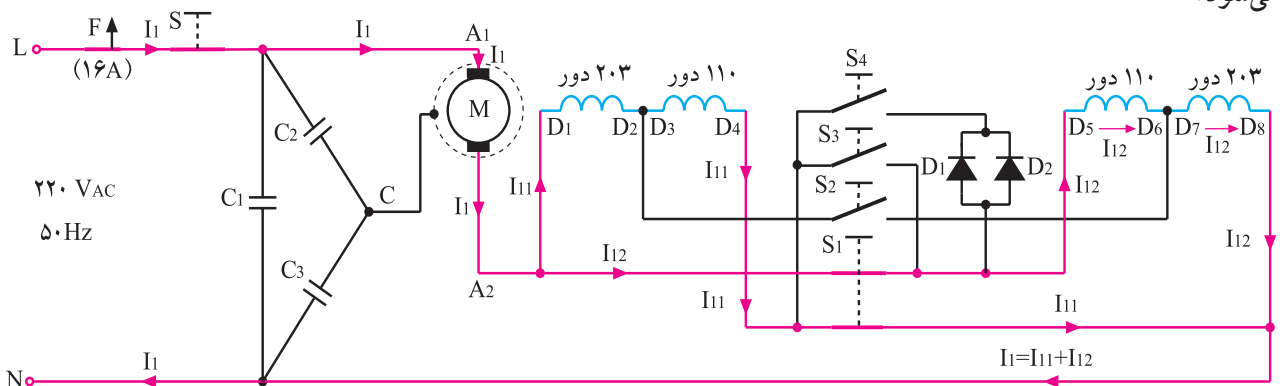 می‌شود.
L F I1 S I1 A1 I1
(۱۶A)
۲۰۳ دور ۱۱۰ دور S4 ۱۱۰ دور ۲۰۳ دور
M
D1 D2 D3 D4 D5 D6 D7 D8
I12 I12
C2
S3
D1 D2
I11 I11 S2 I12
۲۲۰ VAC
C1 C I1
۵۰Hz
I12 S1 I12
C3
A2 I11 I11
I1 I1=I11+I12
N